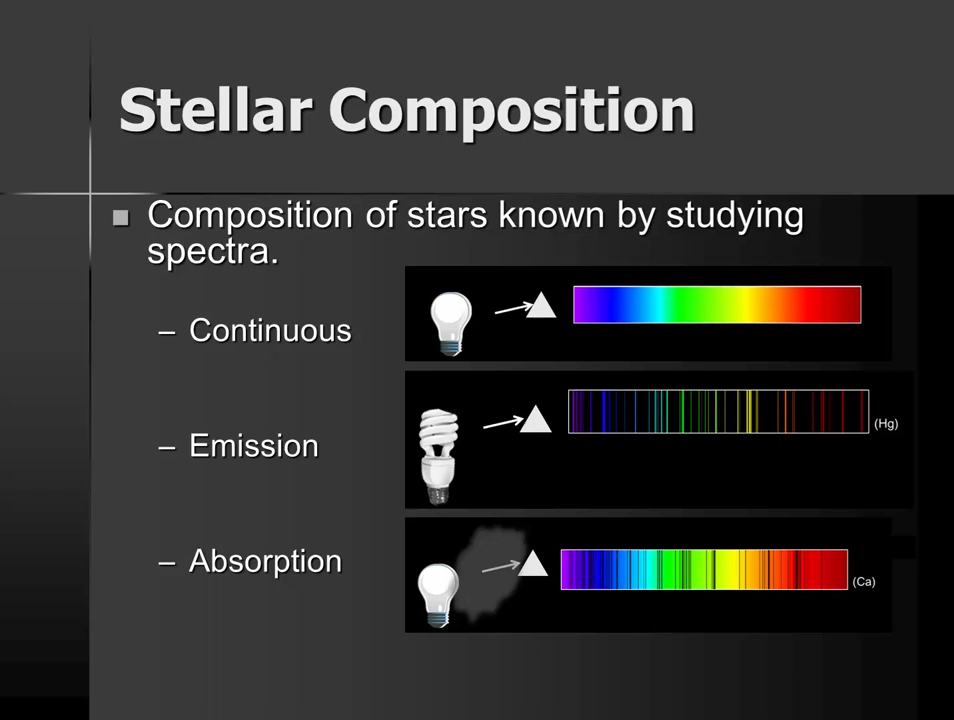 Stellar Composition
Composition of stars known by studying
spectra.
– Continuous
– Emission
(Hg)
– Absorption
(Ca)